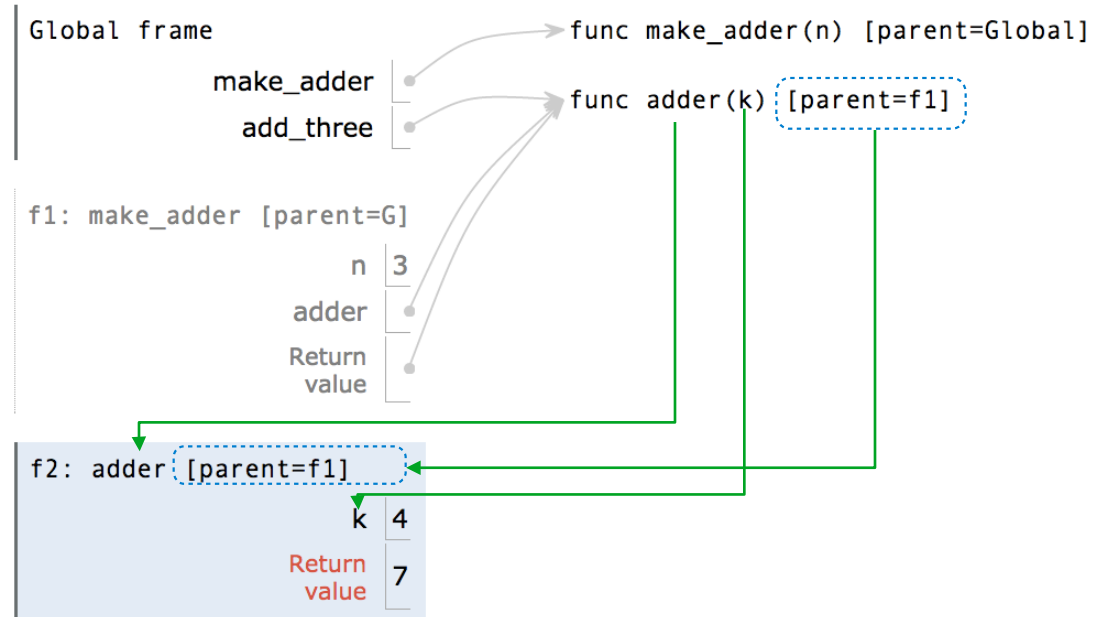 Global frame
func make_adder(n) [parent=Global]
make_adder
func adder(k) [parent=f1]
add_three
f1: make_adder [parent=G]
n 3
adder
Return
value
f2: adder [parent=f1]
k 4
Return
value
7